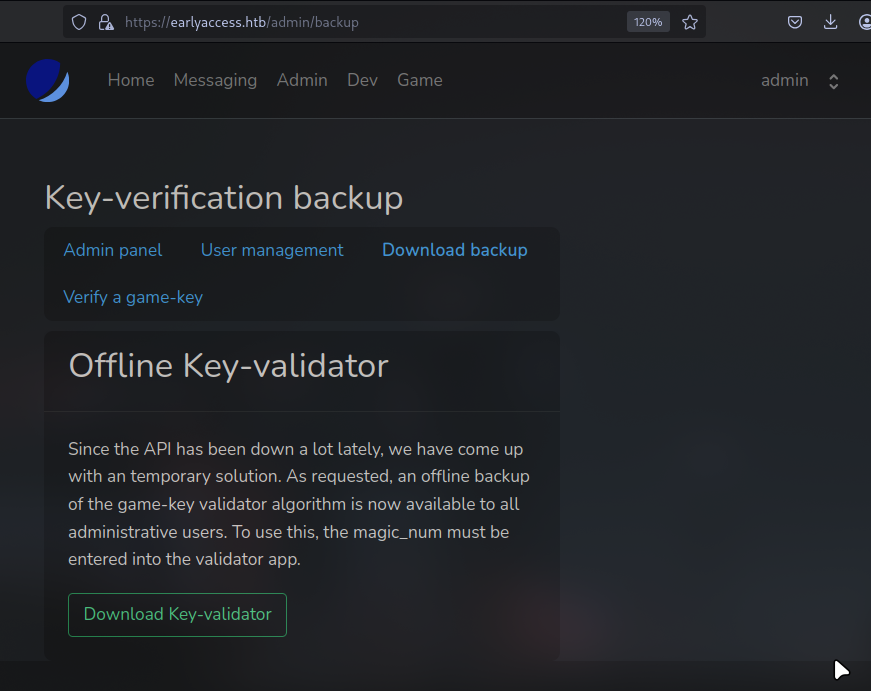 https://earlyaccess.htb/admin/backup 120%
Home Messaging Admin Dev Game admin
Key-verification backup
Admin panel User management Download backup
Verify a game-key
Offline Key-validator
Since the API has been down a lot lately, we have come up
with an temporary solution. As requested, an offline backup
of the game-key validator algorithm is now available to all
administrative users. To use this, the magic_num must be
entered into the validator app.
Download Key-validator